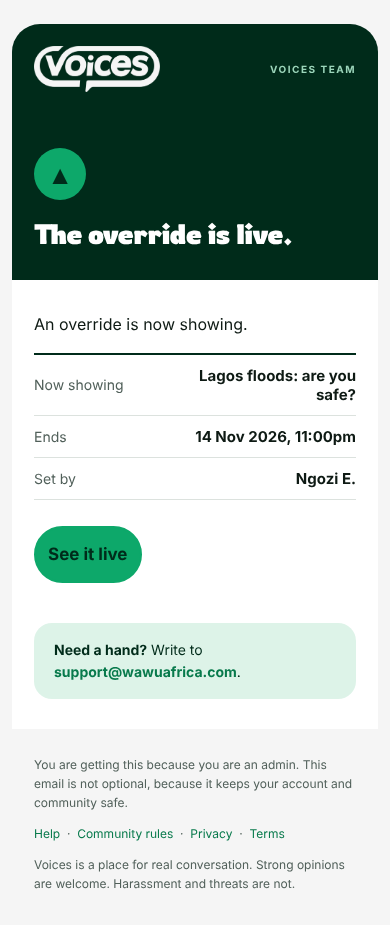 Voices
VOICES TEAM
▲
The override is live.
An override is now showing.
Now showing
Lagos floods: are you
safe?
Ends
14 Nov 2026, 11:00pm
Set by
Ngozi E.
See it live
Need a hand? Write to
support@wawuafrica.com.
You are getting this because you are an admin. This
email is not optional, because it keeps your account and
community safe.
Help · Community rules · Privacy · Terms
Voices is a place for real conversation. Strong opinions
are welcome. Harassment and threats are not.